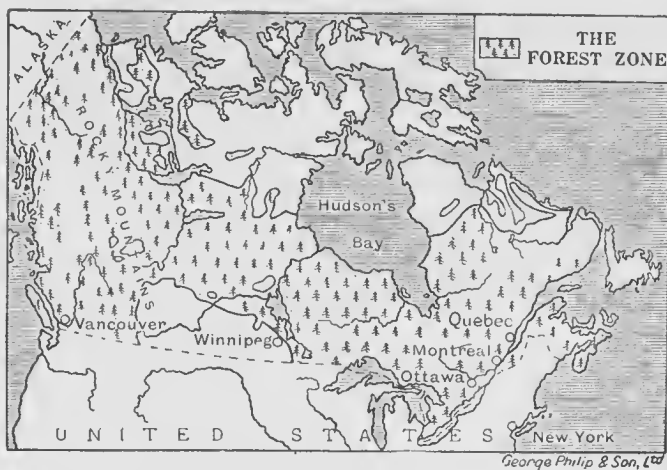 THE
FOREST ZONE
ALASKA
ROCKY MOUNTAINS
Hudson's
Bay
Vancouver
Winnipeg
Quebec
Montreal
Ottawa
UNITED STATES
New York
George Philip & Son, Ltd